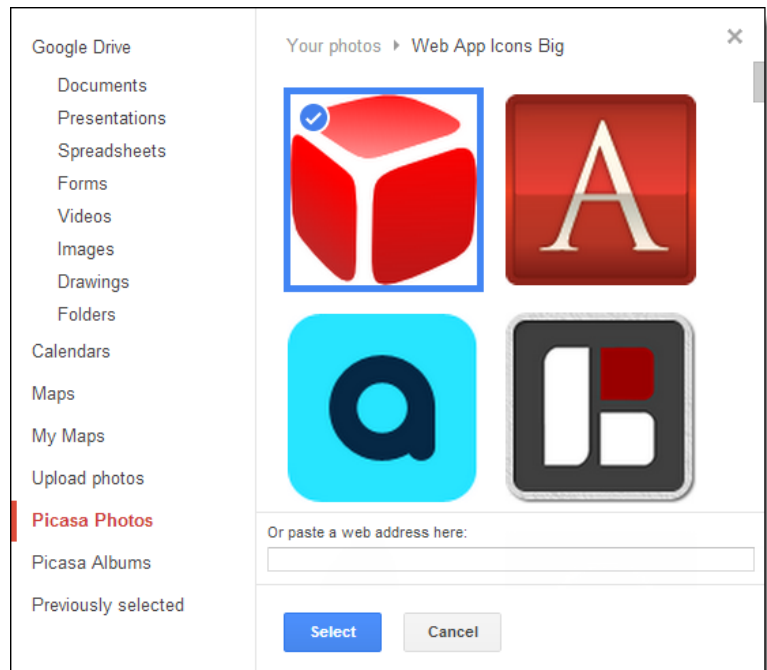 Google Drive
Documents
Presentations
Spreadsheets
Forms
Videos
Images
Drawings
Folders
Calendars
Maps
My Maps
Upload photos
Picasa Photos
Picasa Albums
Previously selected
Your photos Web App Icons Big
A
a
Or paste a web address here:
Select Cancel